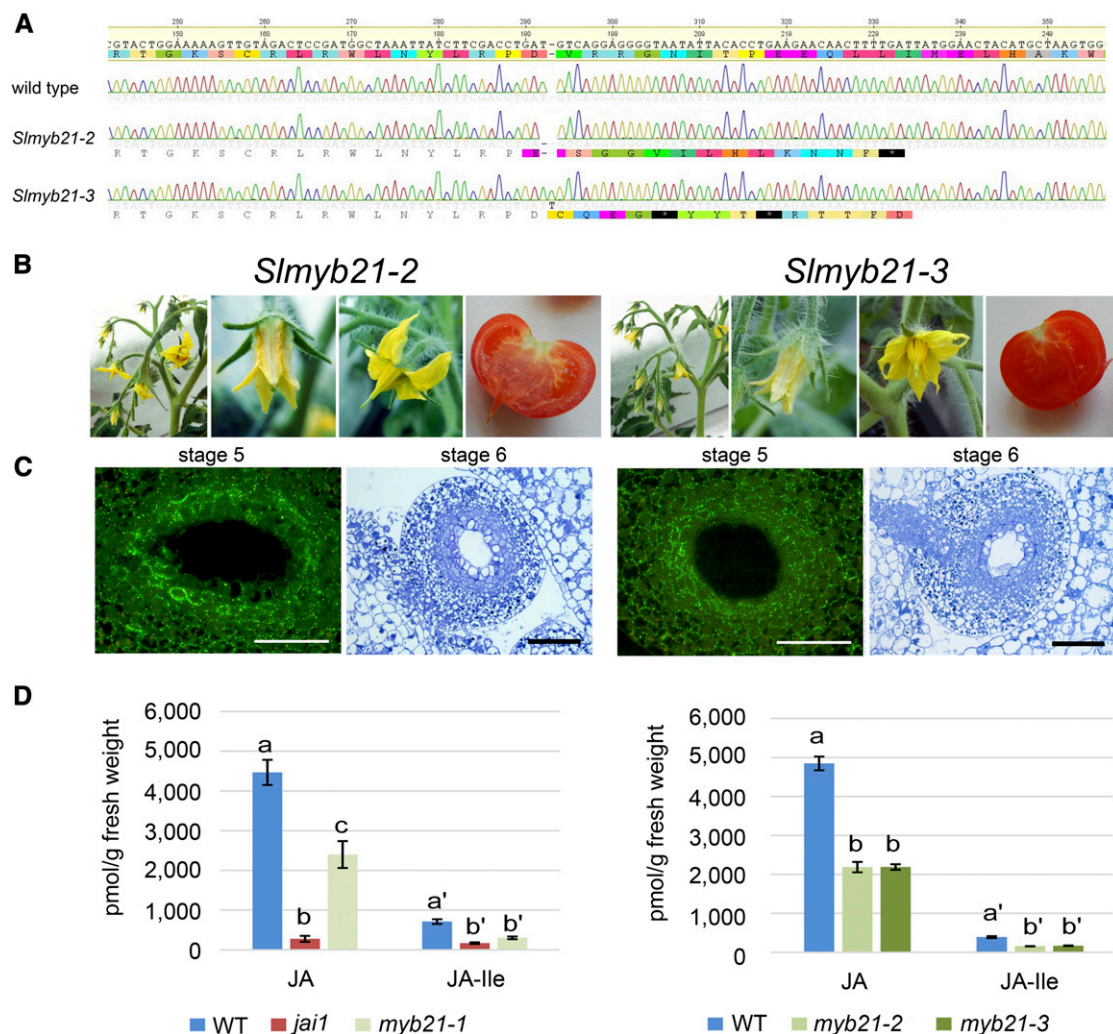 A
250 260 270 280 290 300 310 320 330 340 350
R T G K S C R L R W L N Y L R P D - V R R G N I T P E E Q L L I M E L H A K W
wild type
Slmyb21-2
R T G K S C R L R W L N Y L R P E - S G G V I L H L K N N F *
Slmyb21-3
T
R T G K S C R L R W L N Y L R P D C Q E G * Y Y T * R T T F D
B
Slmyb21-2 Slmyb21-3
C
stage 5 stage 6 stage 5 stage 6
D
pmol/g fresh weight
6,000
5,000
4,000
3,000
2,000
1,000
0
a b c a' b' b'
JA JA-Ile
WT jai1 myb21-1
pmol/g fresh weight
6,000
5,000
4,000
3,000
2,000
1,000
0
a b b a' b' b'
JA JA-Ile
WT myb21-2 myb21-3